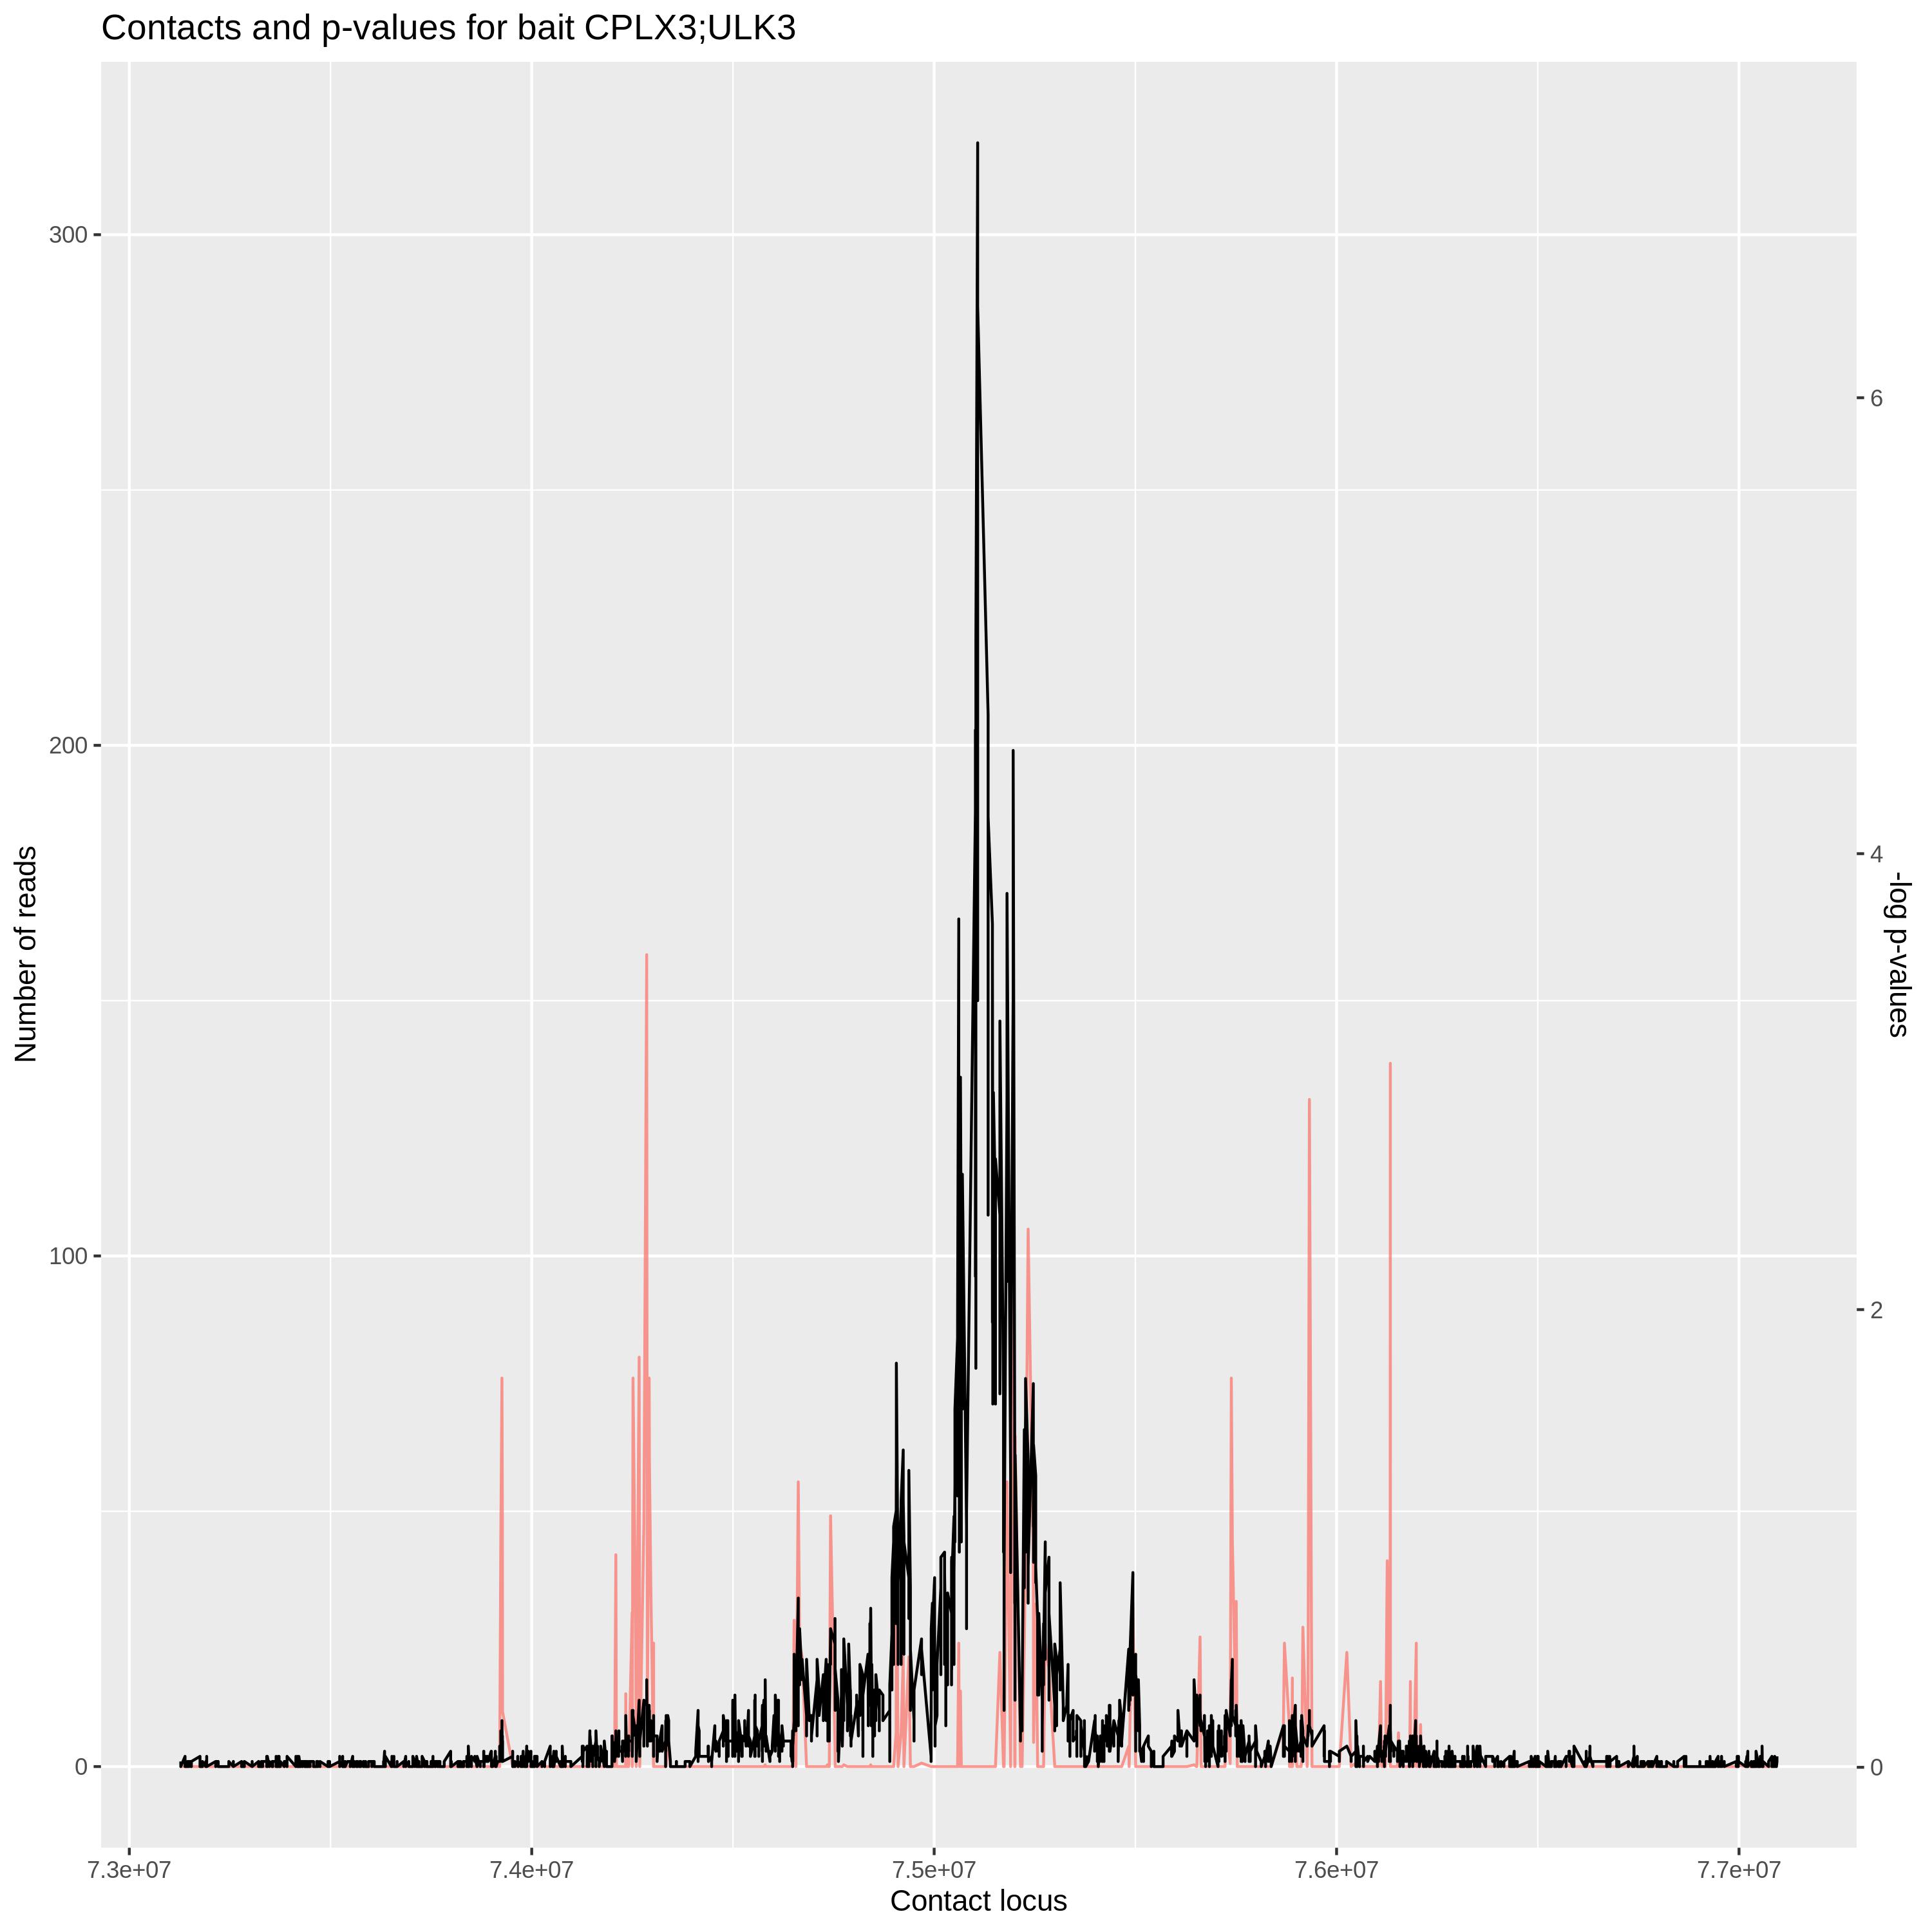 Contacts and p-values for bait CPLX3;ULK3
Number of reads
300
200
100
0
-log p-values
6
4
2
0
7.3e+07
7.4e+07
7.5e+07
7.6e+07
7.7e+07
Contact locus